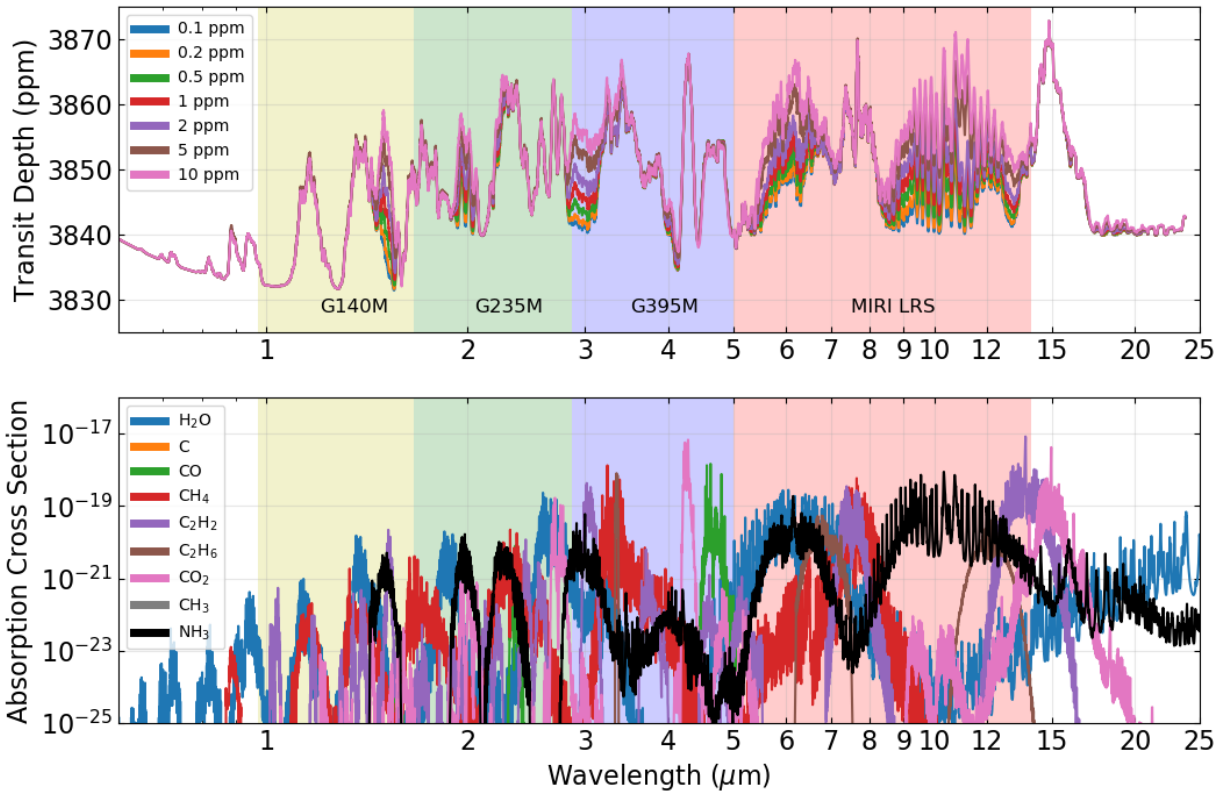 Transit Depth (ppm)
3870
3860
3850
3840
3830
0.1 ppm
0.2 ppm
0.5 ppm
1 ppm
2 ppm
5 ppm
10 ppm
G140M
G235M
G395M
MIRI LRS
1 2 3 4 5 6 7 8 9 10 12 15 20 25
Absorption Cross Section
10⁻¹⁷
10⁻¹⁹
10⁻²¹
10⁻²³
10⁻²⁵
H₂O
C
CO
CH₄
C₂H₂
C₂H₆
CO₂
CH₃
NH₃
1 2 3 4 5 6 7 8 9 10 12 15 20 25
Wavelength (μm)